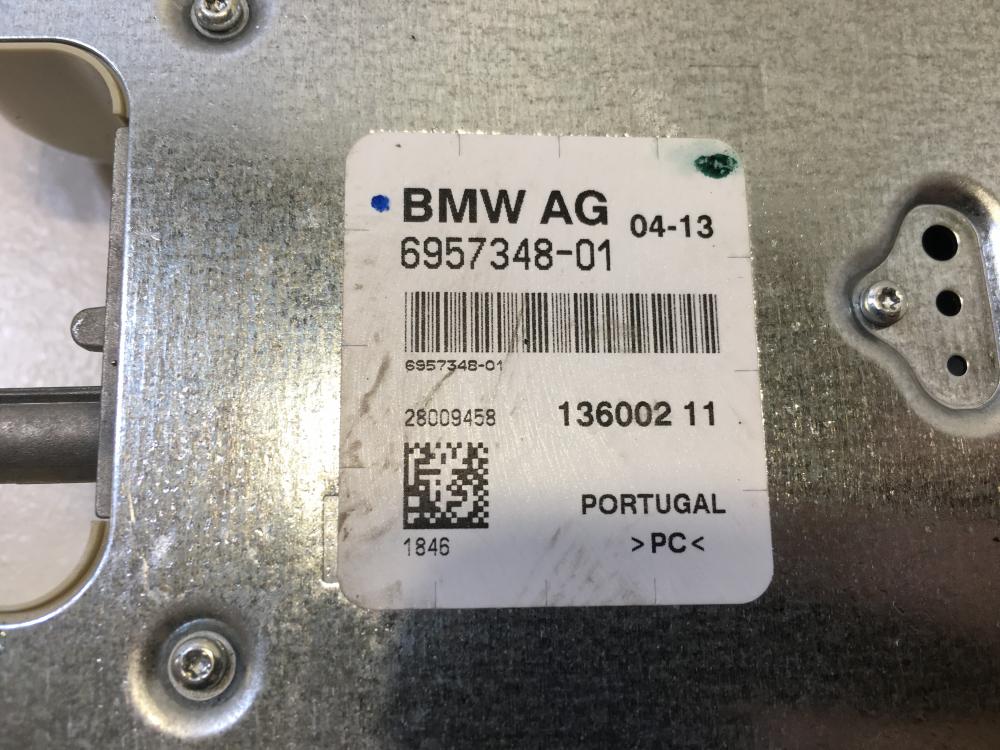 BMW AG 04-13
6957348-01
6957348-01
28009458 136002 11
PORTUGAL
1846 >PC<